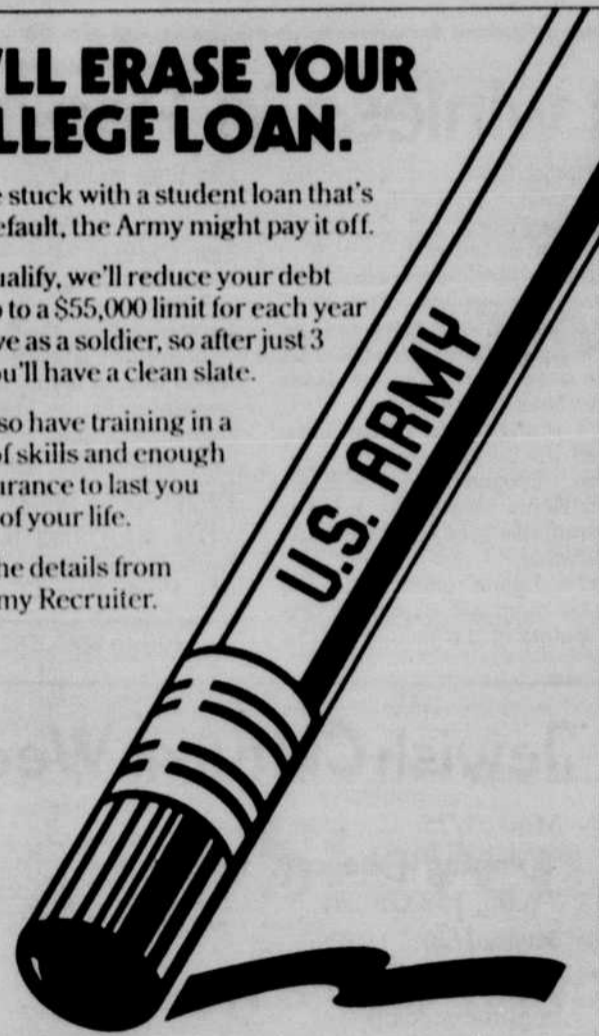 'LL ERASE YOUR
LLEGE LOAN.
e stuck with a student loan that's
efault, the Army might pay it off.
ualify, we'll reduce your debt
p to a $55,000 limit for each year
ve as a soldier, so after just 3
ou'll have a clean slate.
so have training in a
of skills and enough
urance to last you
of your life.
he details from
my Recruiter.
U.S. ARMY